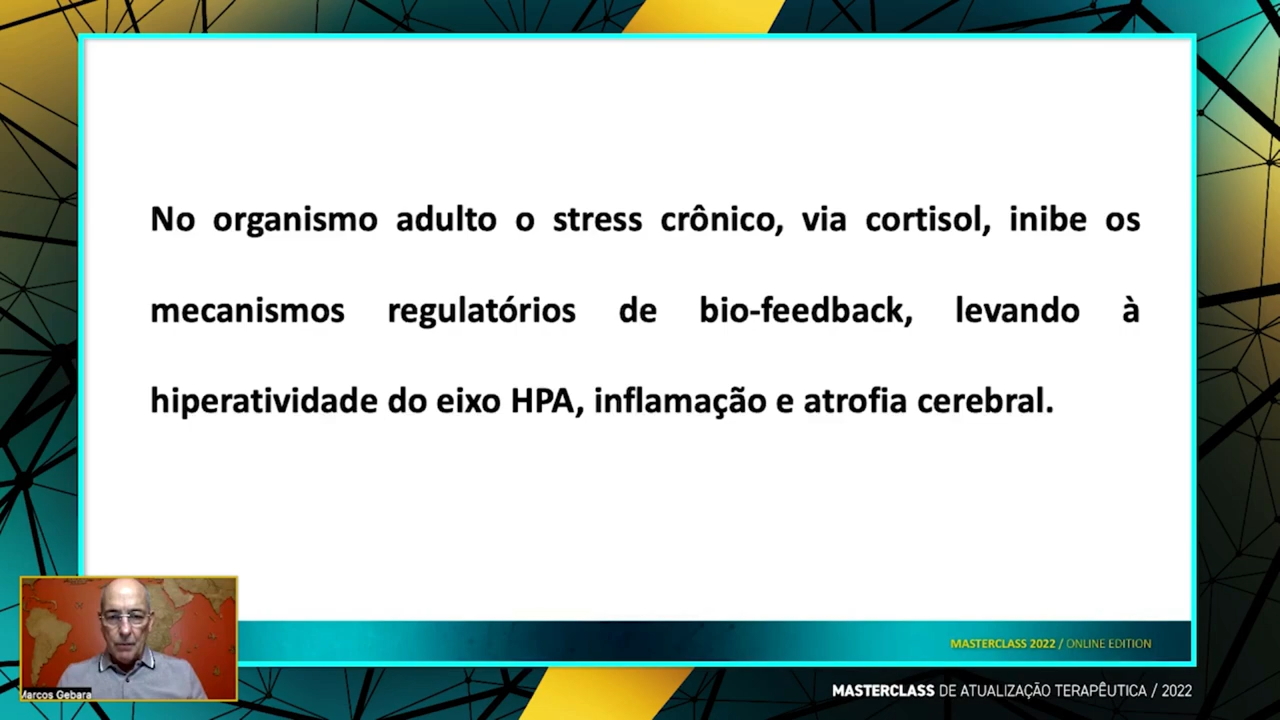 No organismo adulto o stress crônico, via cortisol, inibe os
mecanismos regulatórios de bio-feedback, levando à
hiperatividade do eixo HPA, inflamação e atrofia cerebral.
MASTERCLASS 2022 / ONLINE EDITION
Marcos Gebara
MASTERCLASS DE ATUALIZAÇÃO TERAPÊUTICA / 2022